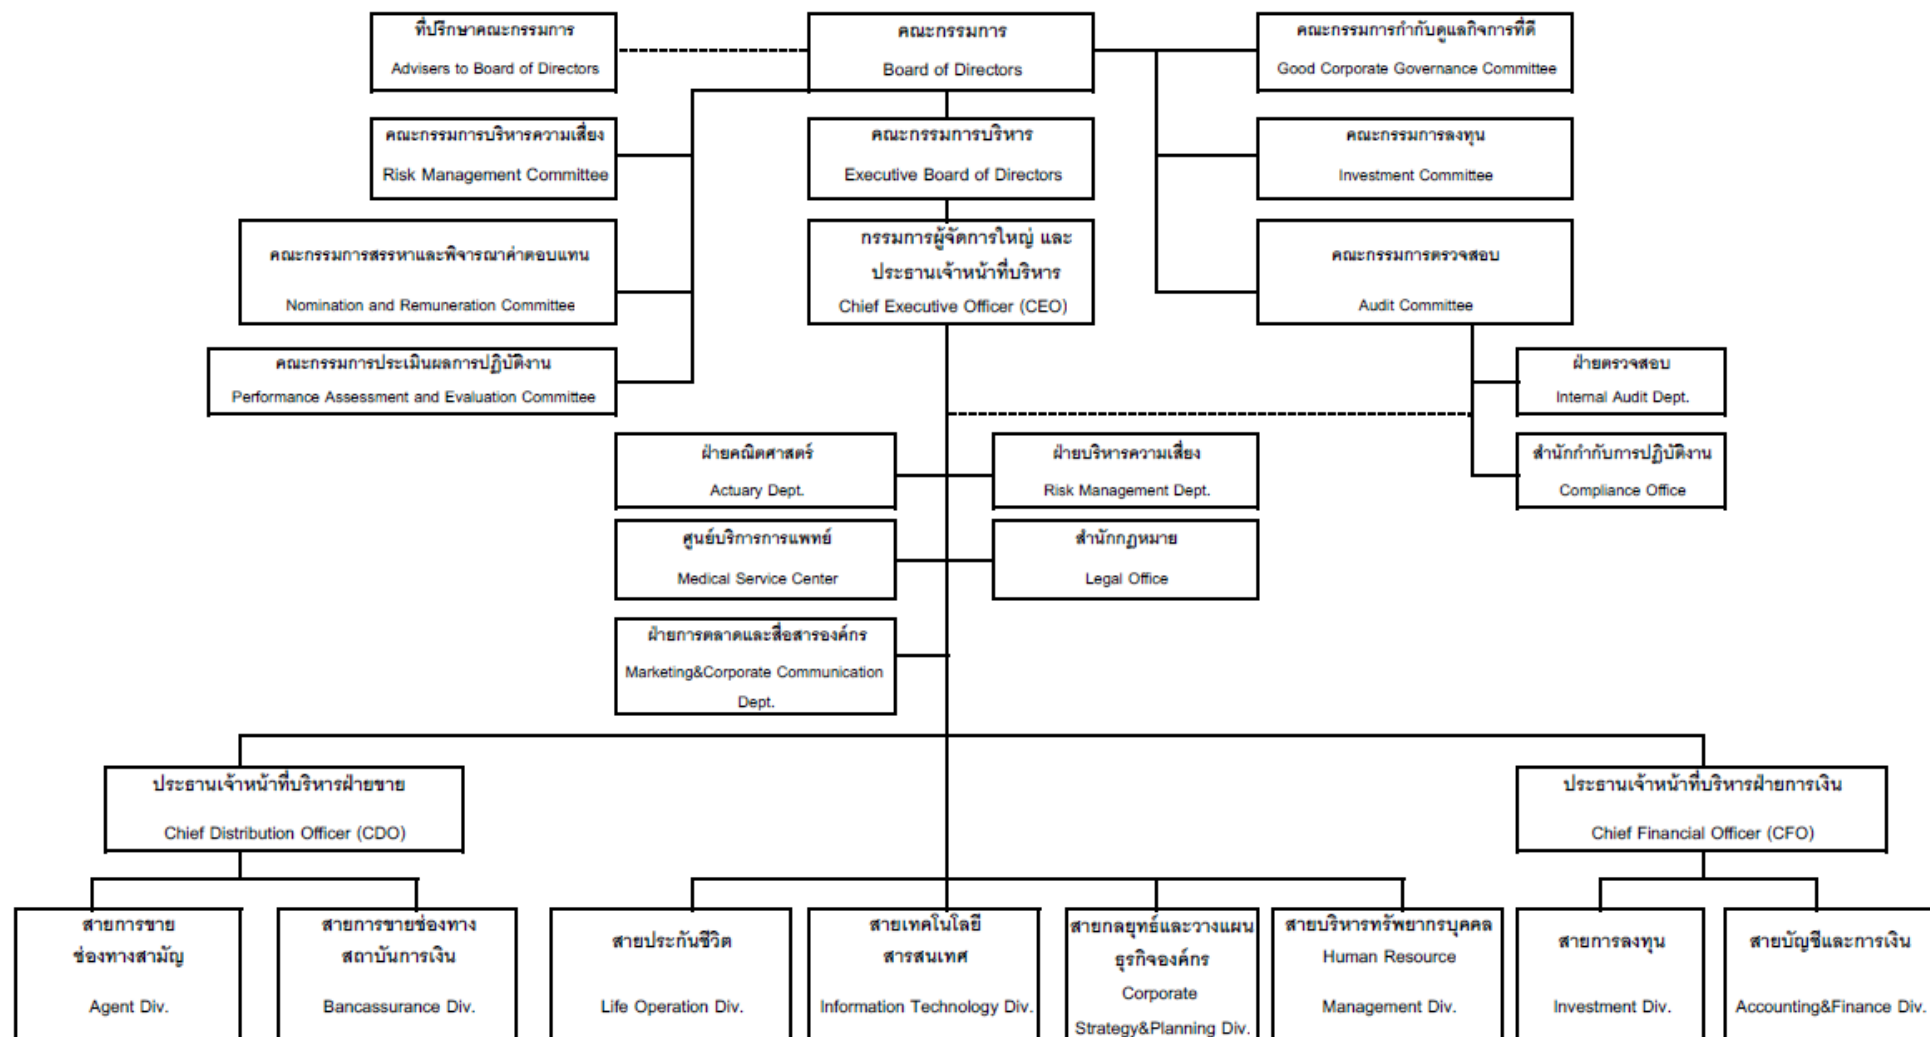 ที่ปรึกษาคณะกรรมการ
Advisers to Board of Directors
คณะกรรมการ
Board of Directors
คณะกรรมการกำกับดูแลกิจการที่ดี
Good Corporate Governance Committee
คณะกรรมการบริหารความเสี่ยง
Risk Management Committee
คณะกรรมการบริหาร
Executive Board of Directors
คณะกรรมการลงทุน
Investment Committee
คณะกรรมการสรรหาและพิจารณาค่าตอบแทน
Nomination and Remuneration Committee
กรรมการผู้จัดการใหญ่ และ
ประธานเจ้าหน้าที่บริหาร
Chief Executive Officer (CEO)
คณะกรรมการตรวจสอบ
Audit Committee
คณะกรรมการประเมินผลการปฏิบัติงาน
Performance Assessment and Evaluation Committee
ฝ่ายตรวจสอบ
Internal Audit Dept.
ฝ่ายคณิตศาสตร์
Actuary Dept.
ฝ่ายบริหารความเสี่ยง
Risk Management Dept.
สำนักกำกับการปฏิบัติงาน
Compliance Office
ศูนย์บริการการแพทย์
Medical Service Center
สำนักกฎหมาย
Legal Office
ฝ่ายการตลาดและสื่อสารองค์กร
Marketing&Corporate Communication
Dept.
ประธานเจ้าหน้าที่บริหารฝ่ายขาย
Chief Distribution Officer (CDO)
ประธานเจ้าหน้าที่บริหารฝ่ายการเงิน
Chief Financial Officer (CFO)
สายการขาย
ช่องทางสามัญ
Agent Div.
สายการขายช่องทาง
สถาบันการเงิน
Bancassurance Div.
สายประกันชีวิต
Life Operation Div.
สายเทคโนโลยี
สารสนเทศ
Information Technology Div.
สายกลยุทธ์และวางแผน
ธุรกิจองค์กร
Corporate
Strategy&Planning Div.
สายบริหารทรัพยากรบุคคล
Human Resource
Management Div.
สายการลงทุน
Investment Div.
สายบัญชีและการเงิน
Accounting&Finance Div.